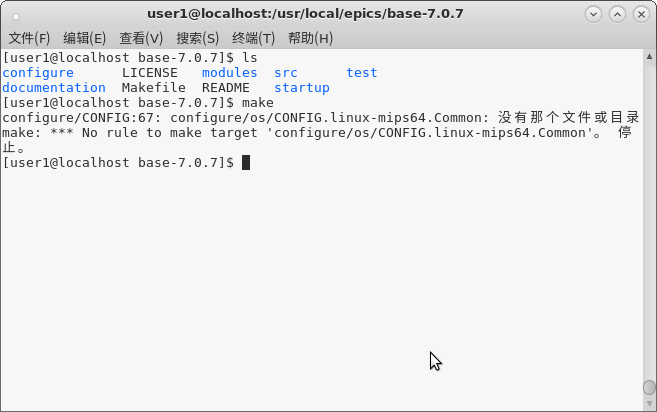 user1@localhost:/usr/local/epics/base-7.0.7
文件(F) 编辑(E) 查看(V) 搜索(S) 终端(T) 帮助(H)
[user1@localhost base-7.0.7]$ ls
configure LICENSE modules src test
documentation Makefile README startup
[user1@localhost base-7.0.7]$ make
configure/CONFIG:67: configure/os/CONFIG.linux-mips64.Common: 没有那个文件或目录
make: *** No rule to make target 'configure/os/CONFIG.linux-mips64.Common'。 停
止。
[user1@localhost base-7.0.7]$